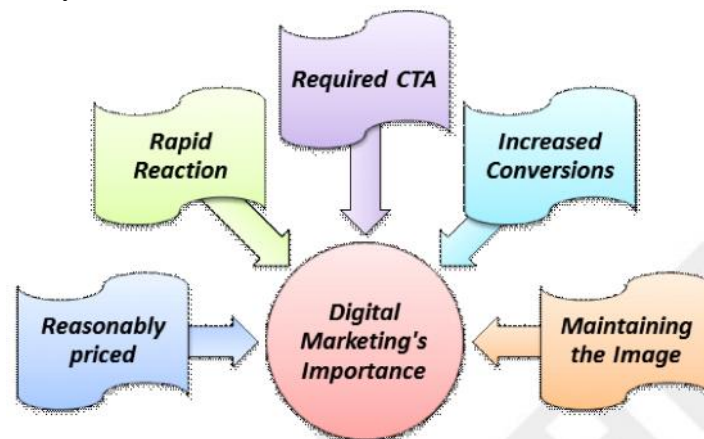 Required CTA
Rapid
Reaction
Increased
Conversions
Reasonably
priced
Digital
Marketing's
Importance
Maintaining
the Image